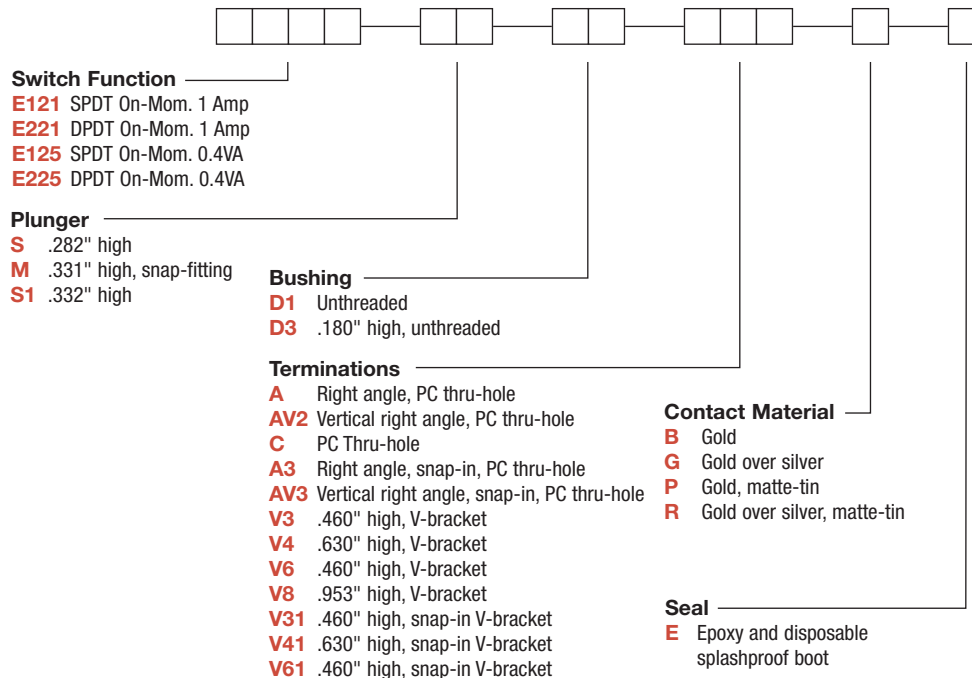 Switch Function
E121 SPDT On-Mom. 1 Amp
E221 DPDT On-Mom. 1 Amp
E125 SPDT On-Mom. 0.4VA
E225 DPDT On-Mom. 0.4VA
Plunger
S .282" high
M .331" high, snap-fitting
S1 .332" high
Bushing
D1 Unthreaded
D3 .180" high, unthreaded
Terminations
A Right angle, PC thru-hole
AV2 Vertical right angle, PC thru-hole
C PC Thru-hole
A3 Right angle, snap-in, PC thru-hole
AV3 Vertical right angle, snap-in, PC thru-hole
V3 .460" high, V-bracket
V4 .630" high, V-bracket
V6 .460" high, V-bracket
V8 .953" high, V-bracket
V31 .460" high, snap-in V-bracket
V41 .630" high, snap-in V-bracket
V61 .460" high, snap-in V-bracket
Contact Material
B Gold
G Gold over silver
P Gold, matte-tin
R Gold over silver, matte-tin
Seal
E Epoxy and disposable
splashproof boot